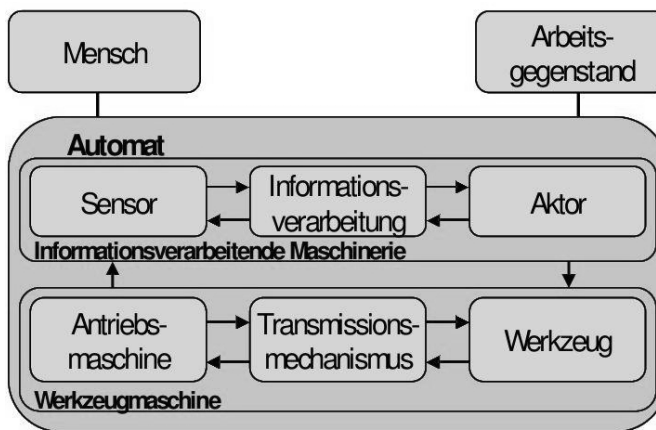 Mensch
Arbeits-
gegenstand
Automat
Sensor
Informations-
verarbeitung
Aktor
Informationsverarbeitende Maschinerie
Antriebs-
maschine
Transmissions-
mechanismus
Werkzeug
Werkzeugmaschine